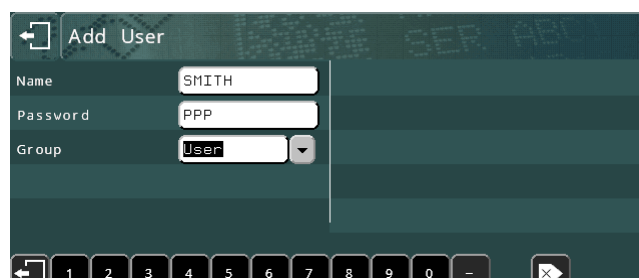 Add User
Name SMITH
Password PPP
Group User
1 2 3 4 5 6 7 8 9 0 -